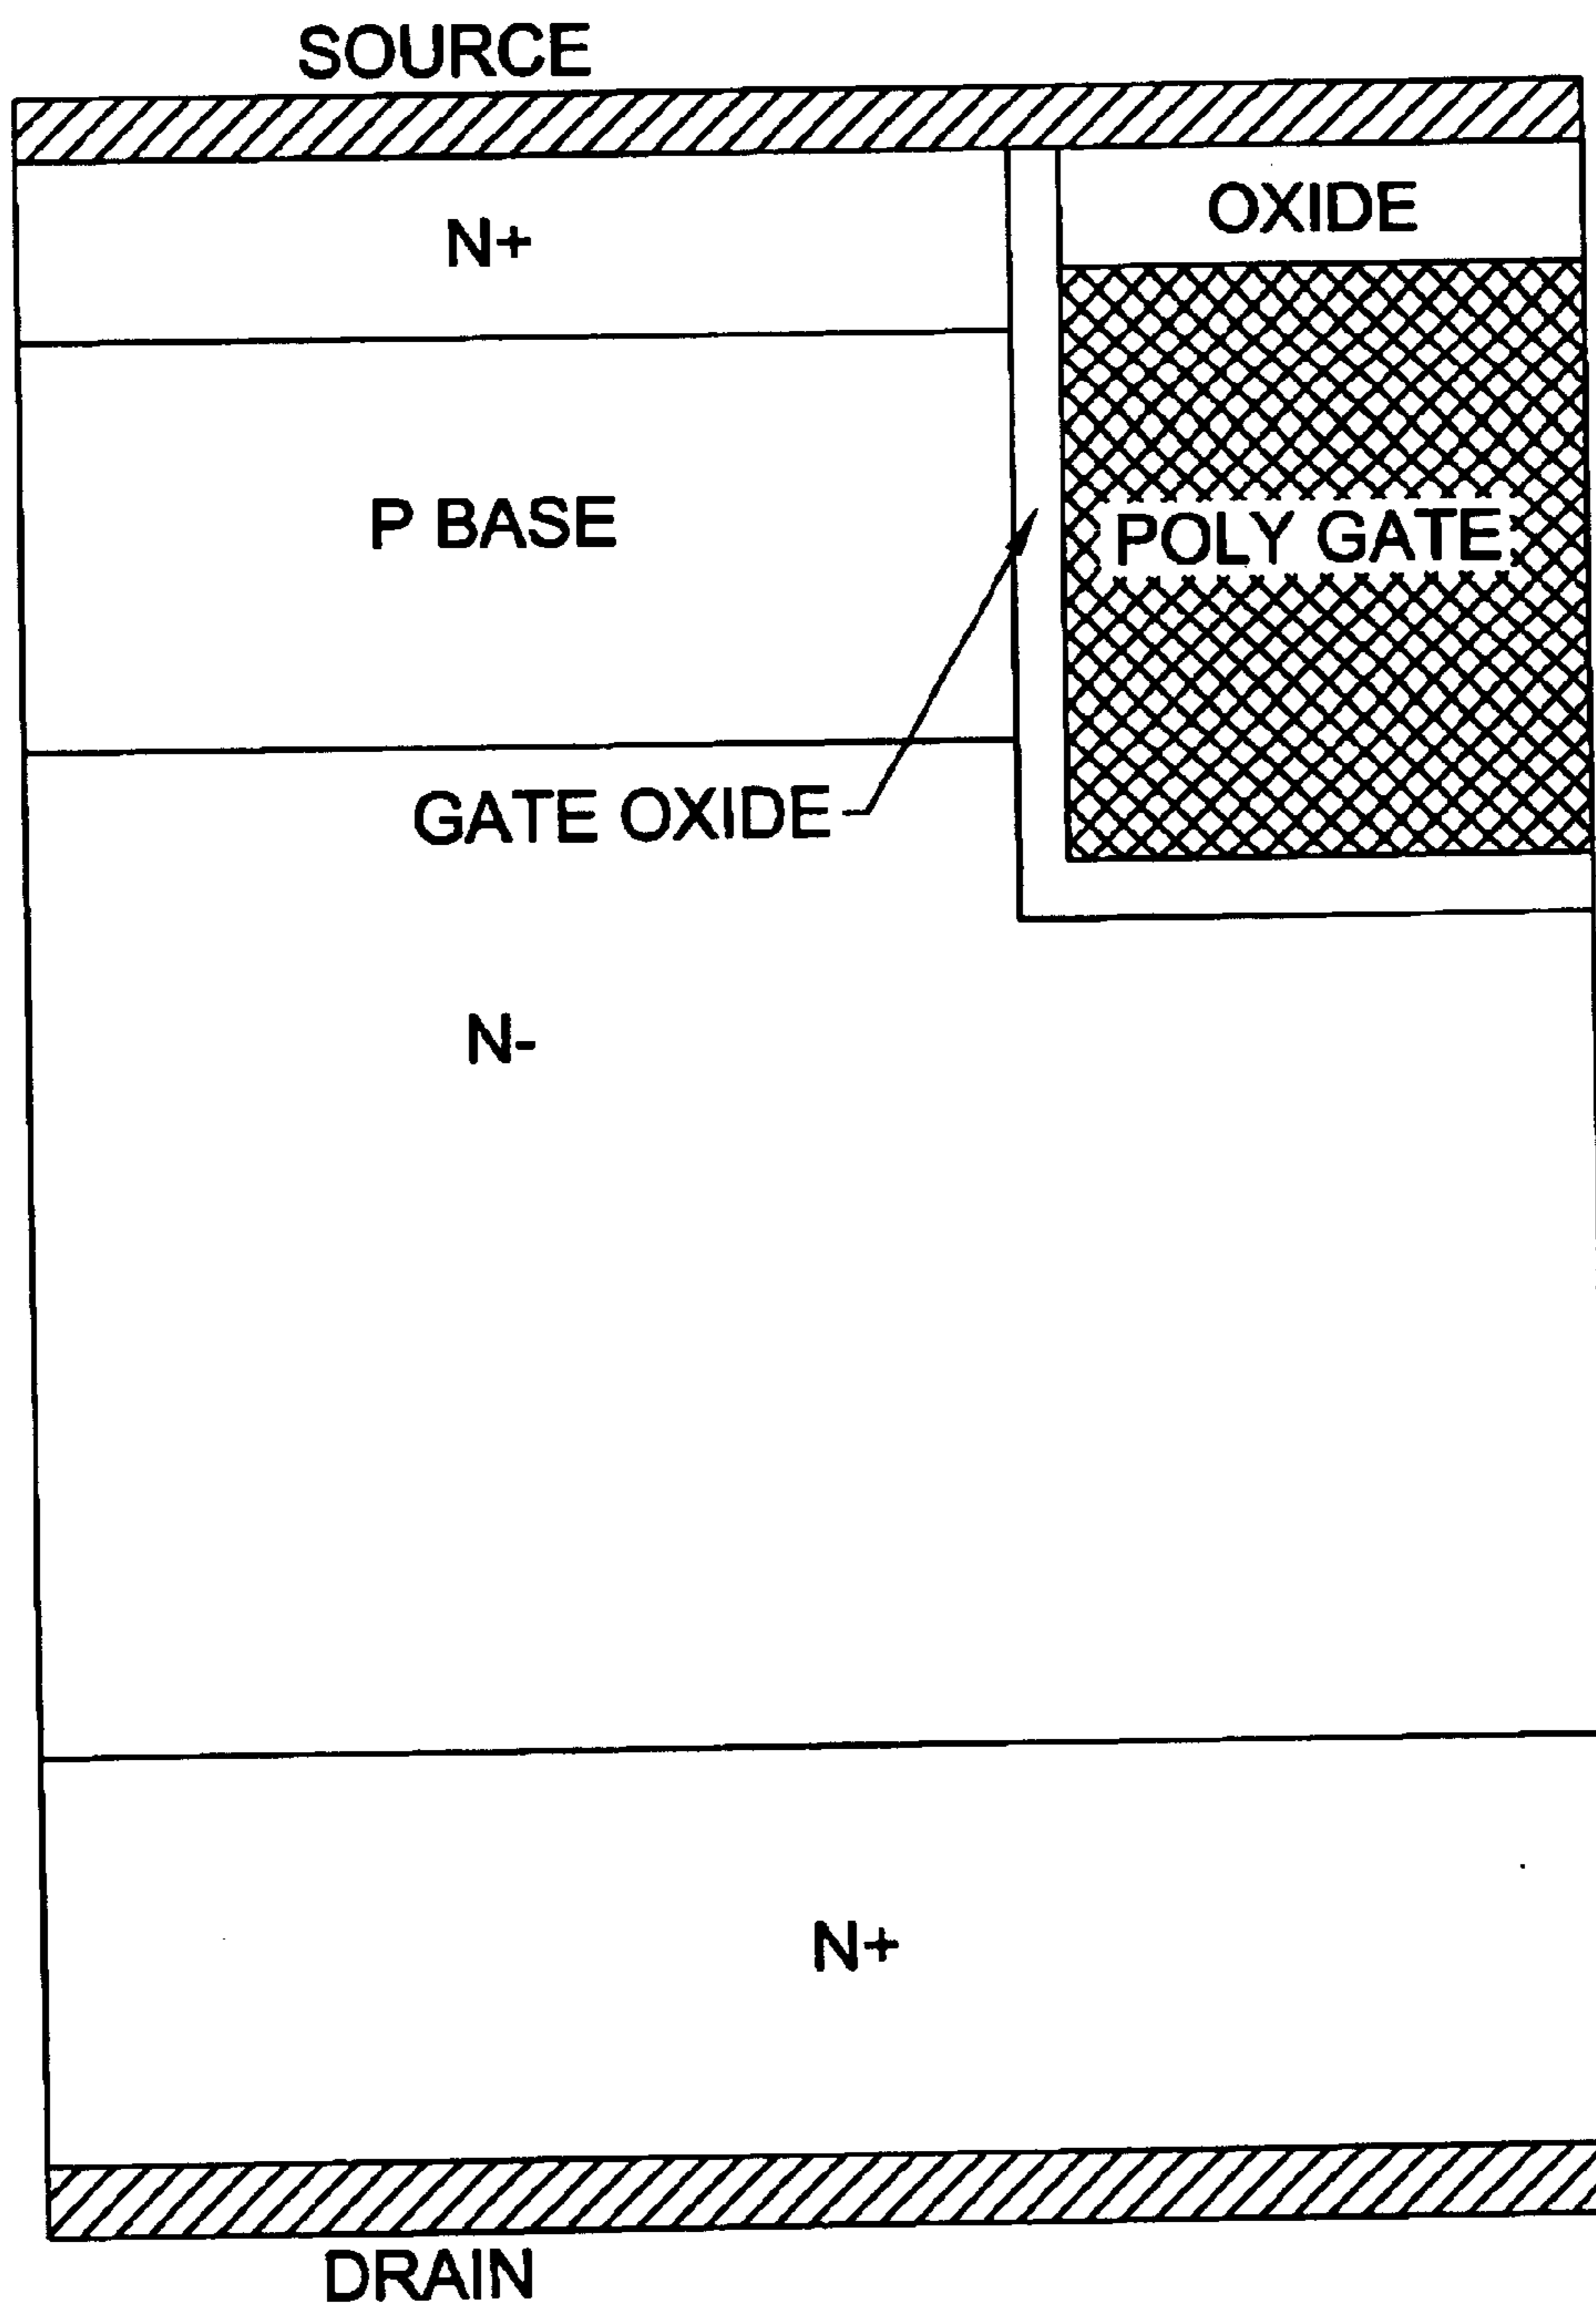 SOURCE
OXIDE
N+
P BASE
POLY GATE
GATE OXIDE
N-
N+
DRAIN